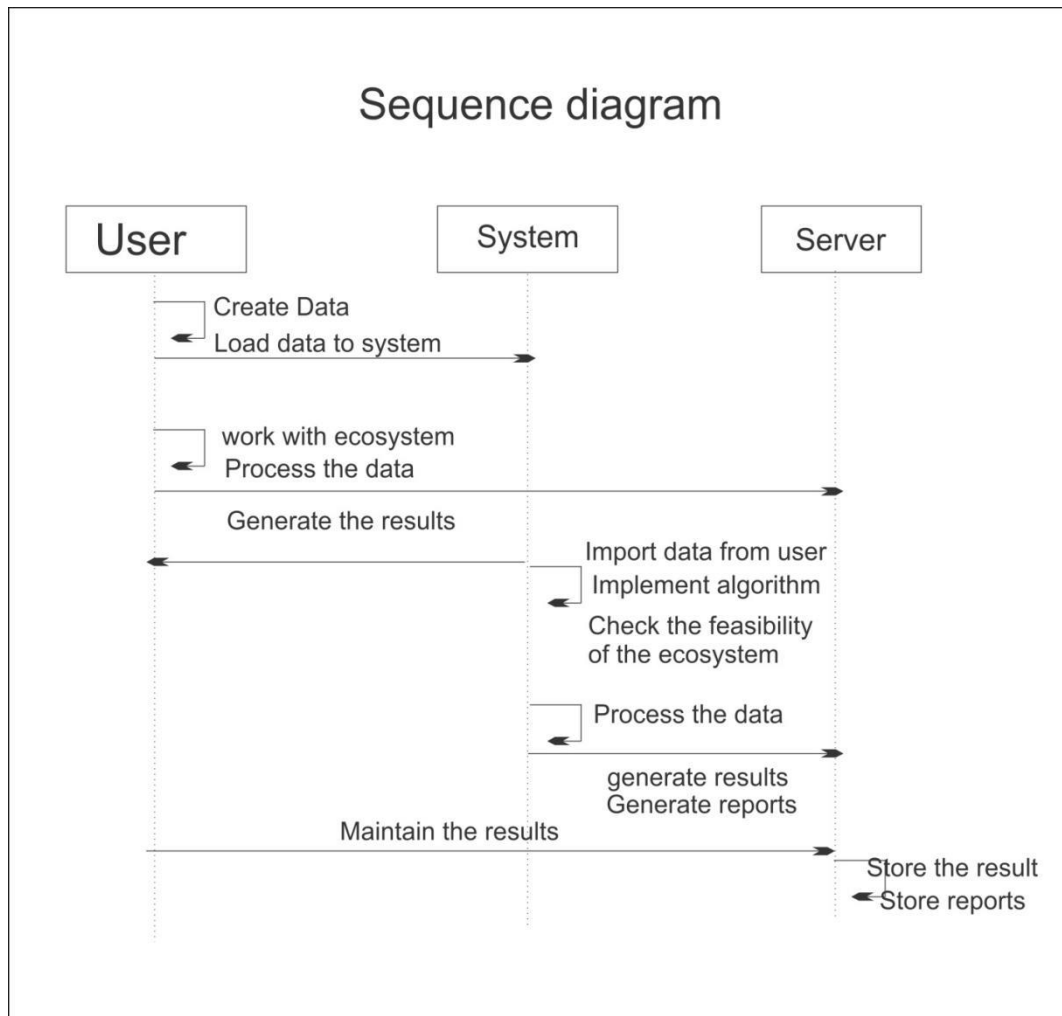 Sequence diagram
User
System
Server
Create Data
Load data to system
work with ecosystem
Process the data
Generate the results
Import data from user
Implement algorithm
Check the feasibility
of the ecosystem
Process the data
generate results
Generate reports
Maintain the results
Store the result
Store reports